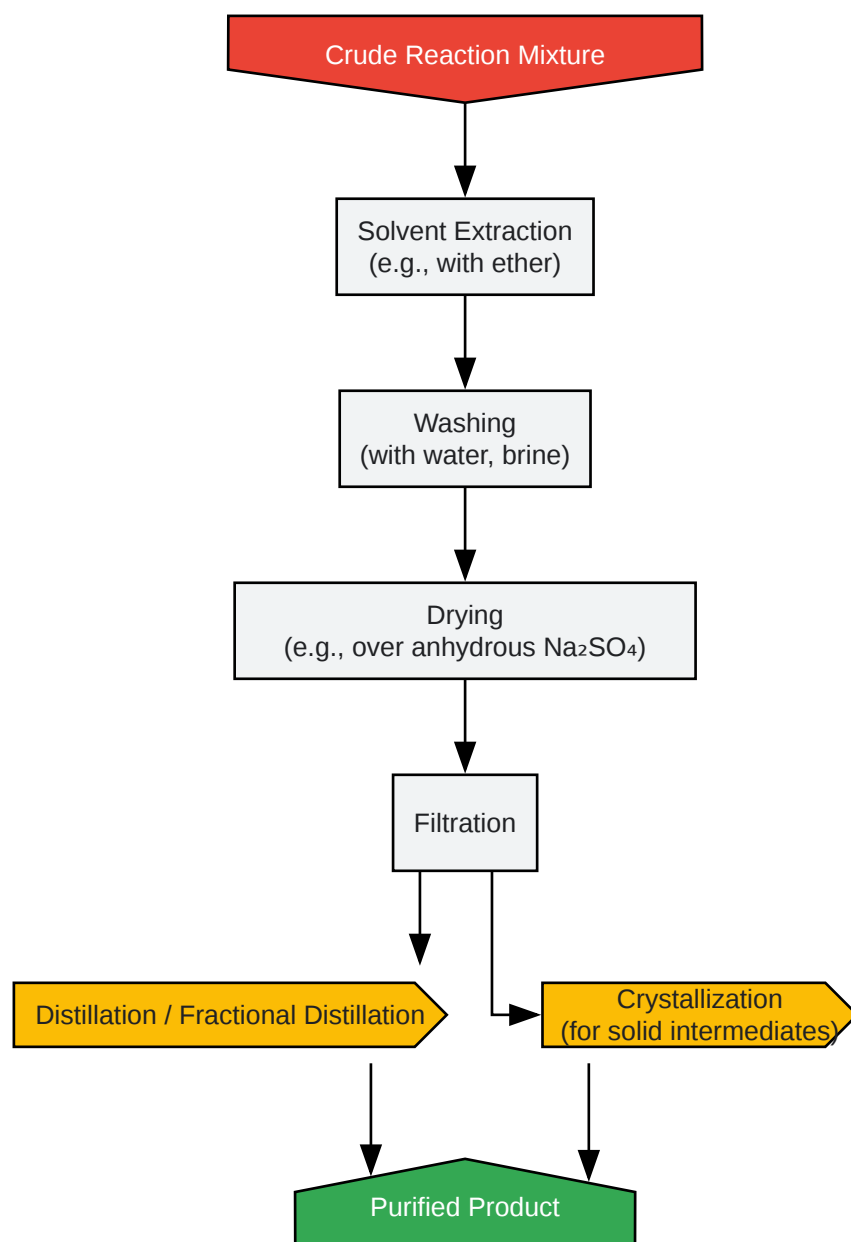 Crude Reaction Mixture
Solvent Extraction
(e.g., with ether)
Washing
(with water, brine)
Drying
(e.g., over anhydrous Na₂SO₄)
Filtration
Distillation / Fractional Distillation
Crystallization
(for solid intermediates)
Purified Product